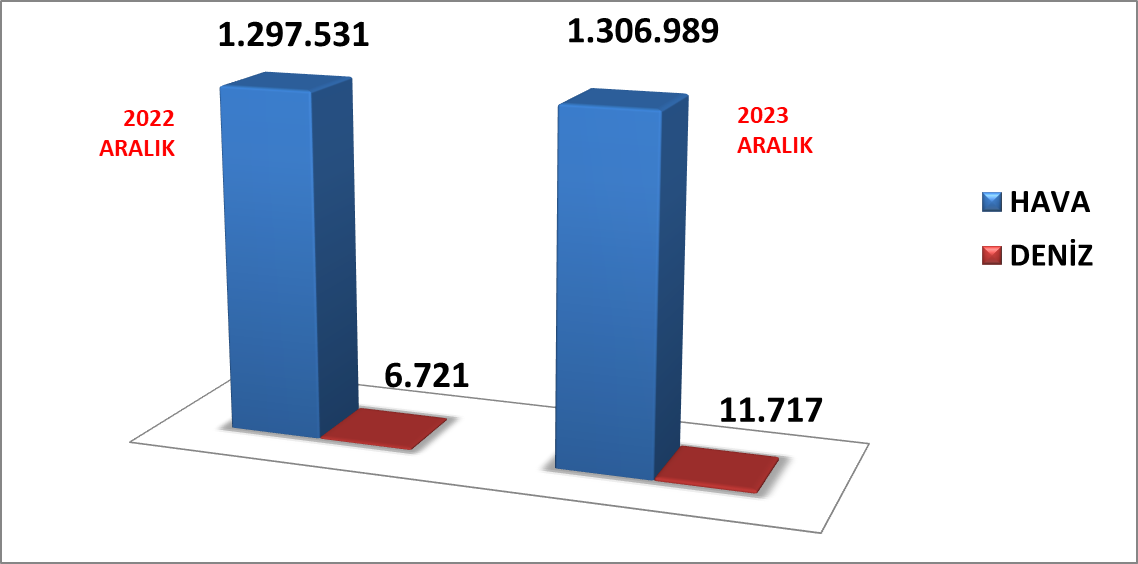 1.297.531
1.306.989
2022
ARALIK
2023
ARALIK
HAVA
DENİZ
6.721
11.717